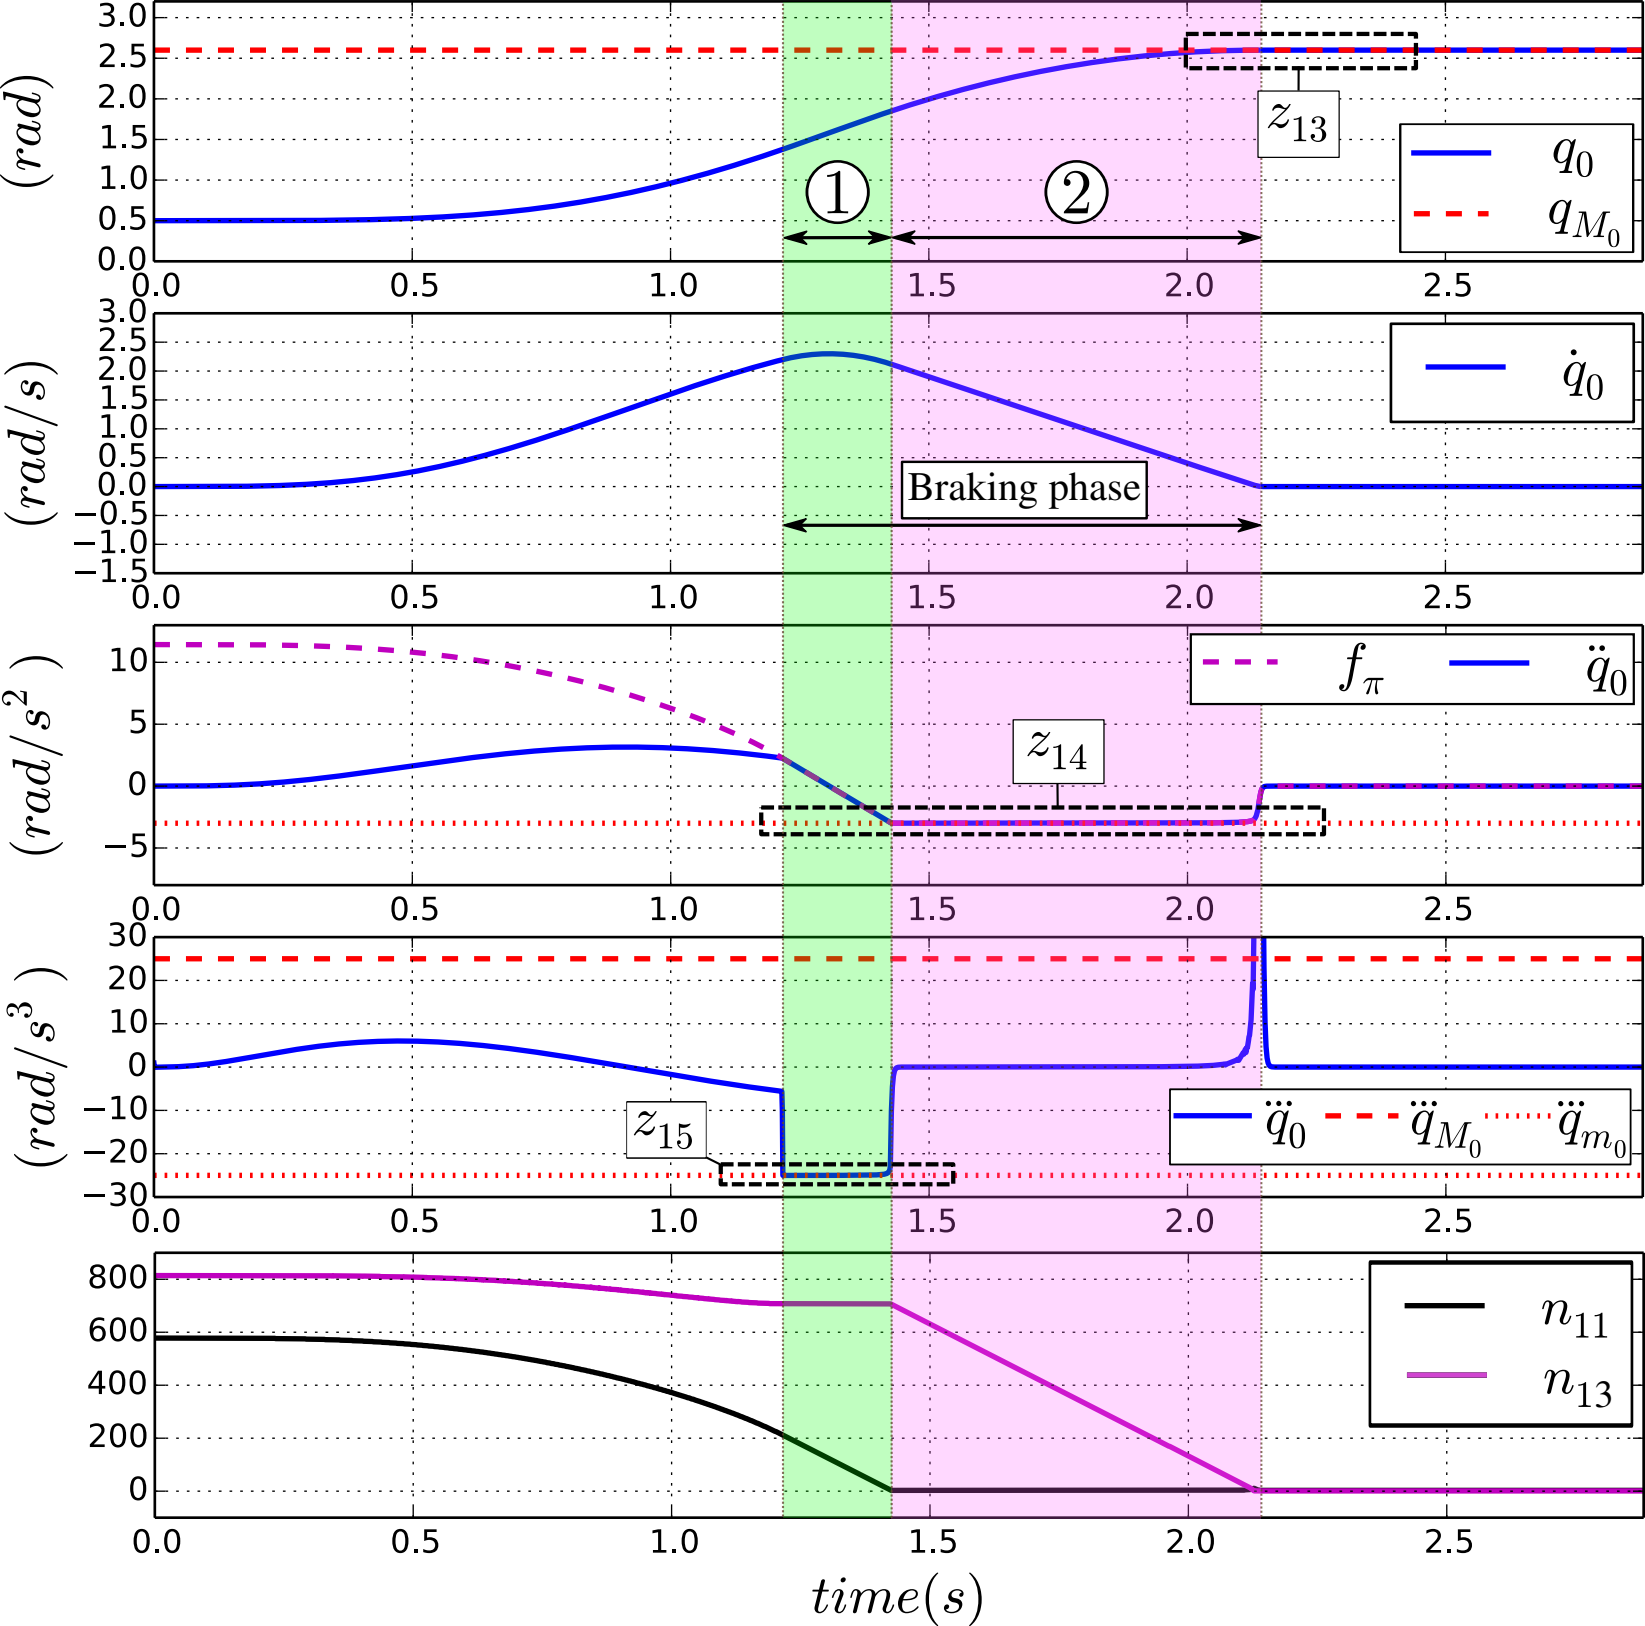 (rad)
3.0
2.5
2.0
1.5
1.0
0.5
0.0
z₁₃
① ②
q₀
q_{M₀}
0.0 0.5 1.0 1.5 2.0 2.5
(rad/s)
3.0
2.5
2.0
1.5
1.0
0.5
0.0
−0.5
−1.0
−1.5
q̇₀
Braking phase
0.0 0.5 1.0 1.5 2.0 2.5
(rad/s²)
10
5
0
−5
f_π q̈₀
z₁₄
0.0 0.5 1.0 1.5 2.0 2.5
(rad/s³)
30
20
10
0
−10
−20
−30
z₁₅
q⃛₀ q⃛_{M₀} q⃛_{m₀}
0.0 0.5 1.0 1.5 2.0 2.5
800
600
400
200
0
n₁₁
n₁₃
0.0 0.5 1.0 1.5 2.0 2.5
time(s)